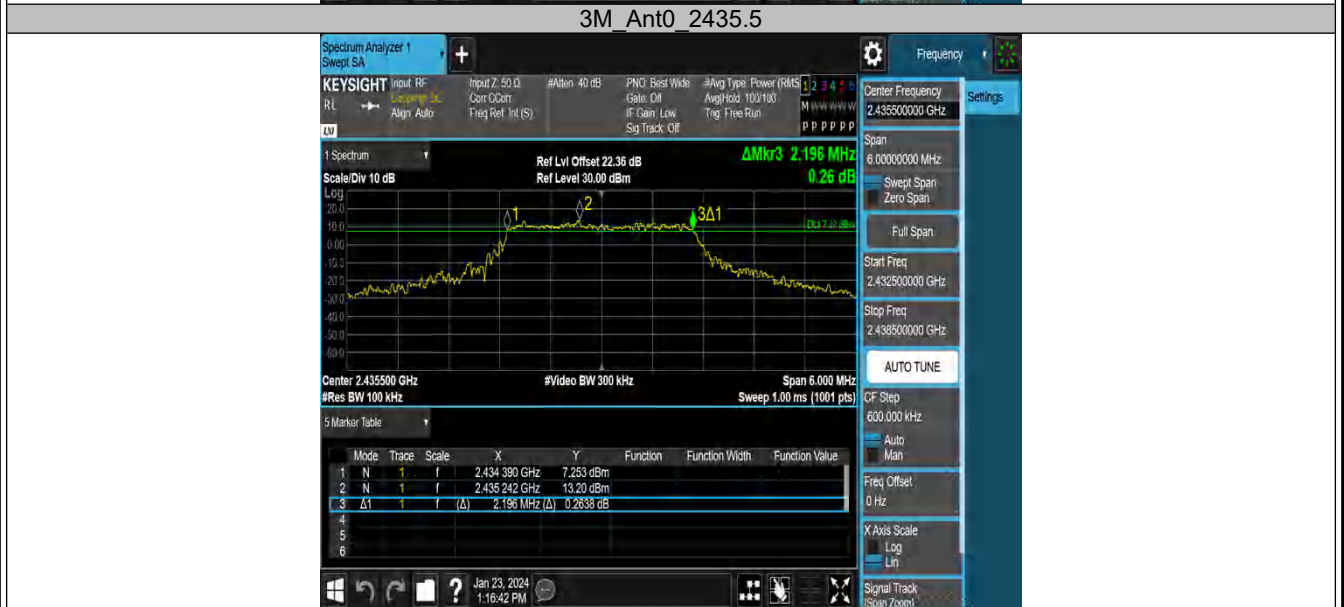 3M_Ant0_2435.5
Spectrum Analyzer 1
Swept SA
+
Frequency
KEYSIGHT Input: RF
RL
Align: Auto
LXI
Input Z: 50 Ω
Corr CCorr
Freq Ref: Int (S)
#Atten: 40 dB
PNO: Best Wide
Gate: Off
IF Gain: Low
Sig Track: Off
#Avg Type: Power (RMS
Avg|Hold: 100/100
Trig: Free Run
1 2 3 4 5 6
M W W W W W
P P P P P P
Center Frequency
2.435500000 GHz
Settings
Span
6.00000000 MHz
Swept Span
Zero Span
Full Span
Start Freq
2.432500000 GHz
Stop Freq
2.438500000 GHz
AUTO TUNE
CF Step
600.000 kHz
Auto
Man
Freq Offset
0 Hz
X Axis Scale
Log
Lin
Signal Track
(Span Zoom)
1 Spectrum
Scale/Div 10 dB
Ref Lvl Offset 22.36 dB
Ref Level 30.00 dBm
ΔMkr3 2.196 MHz
0.26 dB
Log
20.0
10.0
0.00
-10.0
-20.0
-30.0
-40.0
-50.0
-60.0
1
2
3Δ1
DL1 7.20 dBm
Center 2.435500 GHz
#Res BW 100 kHz
#Video BW 300 kHz
Span 6.000 MHz
Sweep 1.00 ms (1001 pts)
5 Marker Table
Mode Trace Scale X Y Function Function Width Function Value
1 N 1 f 2.434 390 GHz 7.253 dBm
2 N 1 f 2.435 242 GHz 13.20 dBm
3 Δ1 1 f (Δ) 2.196 MHz (Δ) 0.2638 dB
4
5
6
?
Jan 23, 2024
1:16:42 PM